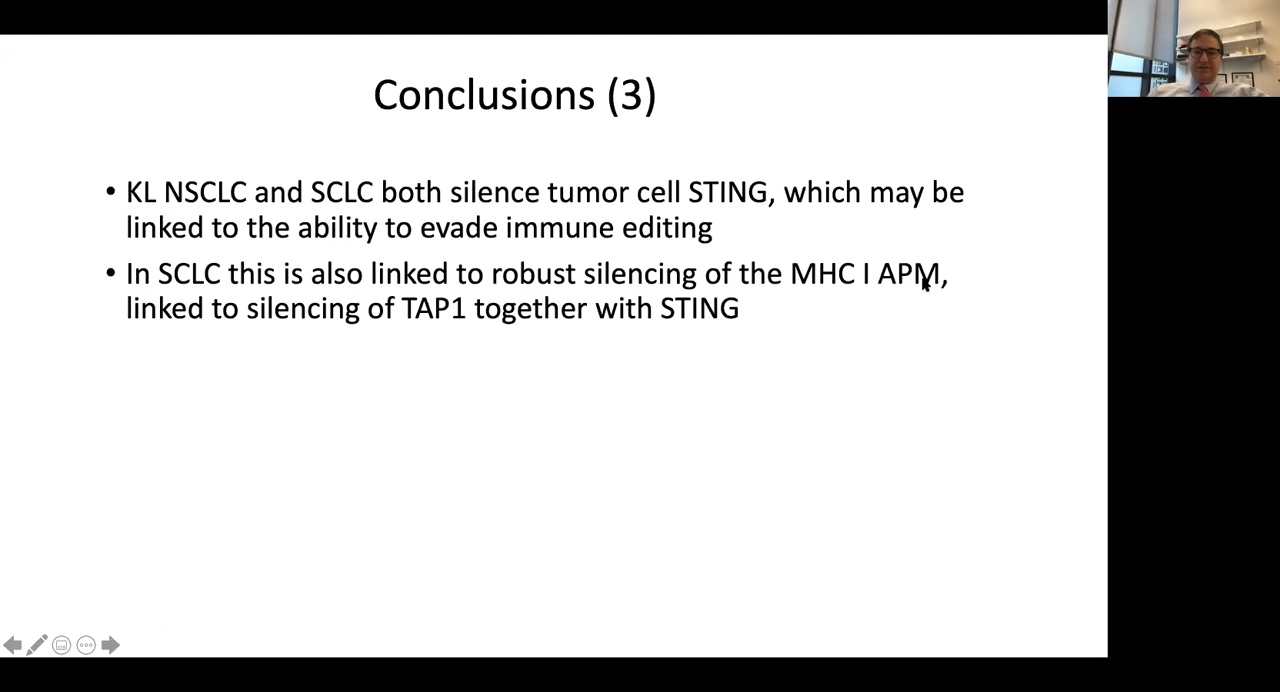 Conclusions (3)
• KL NSCLC and SCLC both silence tumor cell STING, which may be
linked to the ability to evade immune editing
• In SCLC this is also linked to robust silencing of the MHC I APM,
linked to silencing of TAP1 together with STING